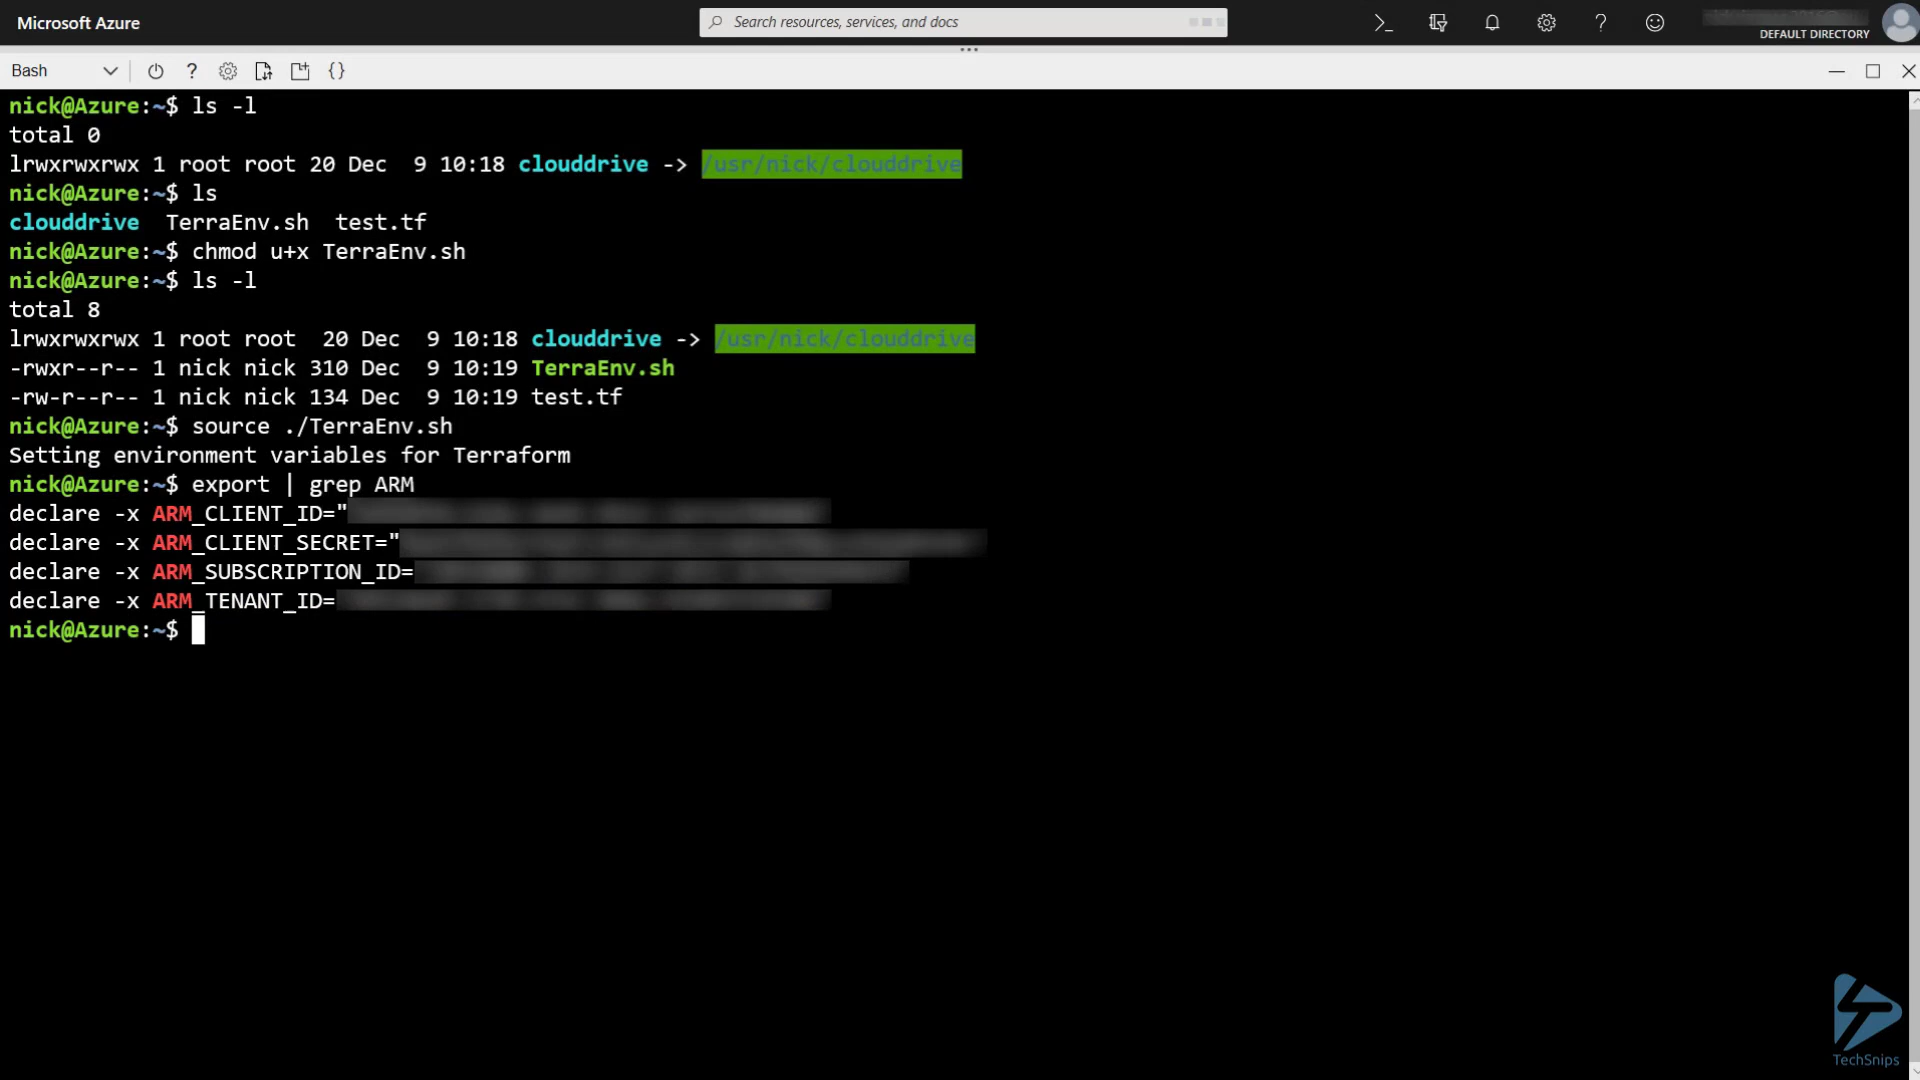 Microsoft Azure
Search resources, services, and docs
DEFAULT DIRECTORY
Bash
nick@Azure:~$ ls -l
total 0
lrwxrwxrwx 1 root root 20 Dec  9 10:18 clouddrive -> /usr/nick/clouddrive
nick@Azure:~$ ls
clouddrive  TerraEnv.sh  test.tf
nick@Azure:~$ chmod u+x TerraEnv.sh
nick@Azure:~$ ls -l
total 8
lrwxrwxrwx 1 root root  20 Dec  9 10:18 clouddrive -> /usr/nick/clouddrive
-rwxr--r-- 1 nick nick 310 Dec  9 10:19 TerraEnv.sh
-rw-r--r-- 1 nick nick 134 Dec  9 10:19 test.tf
nick@Azure:~$ source ./TerraEnv.sh
Setting environment variables for Terraform
nick@Azure:~$ export | grep ARM
declare -x ARM_CLIENT_ID="
declare -x ARM_CLIENT_SECRET="
declare -x ARM_SUBSCRIPTION_ID=
declare -x ARM_TENANT_ID=
nick@Azure:~$
TechSnips